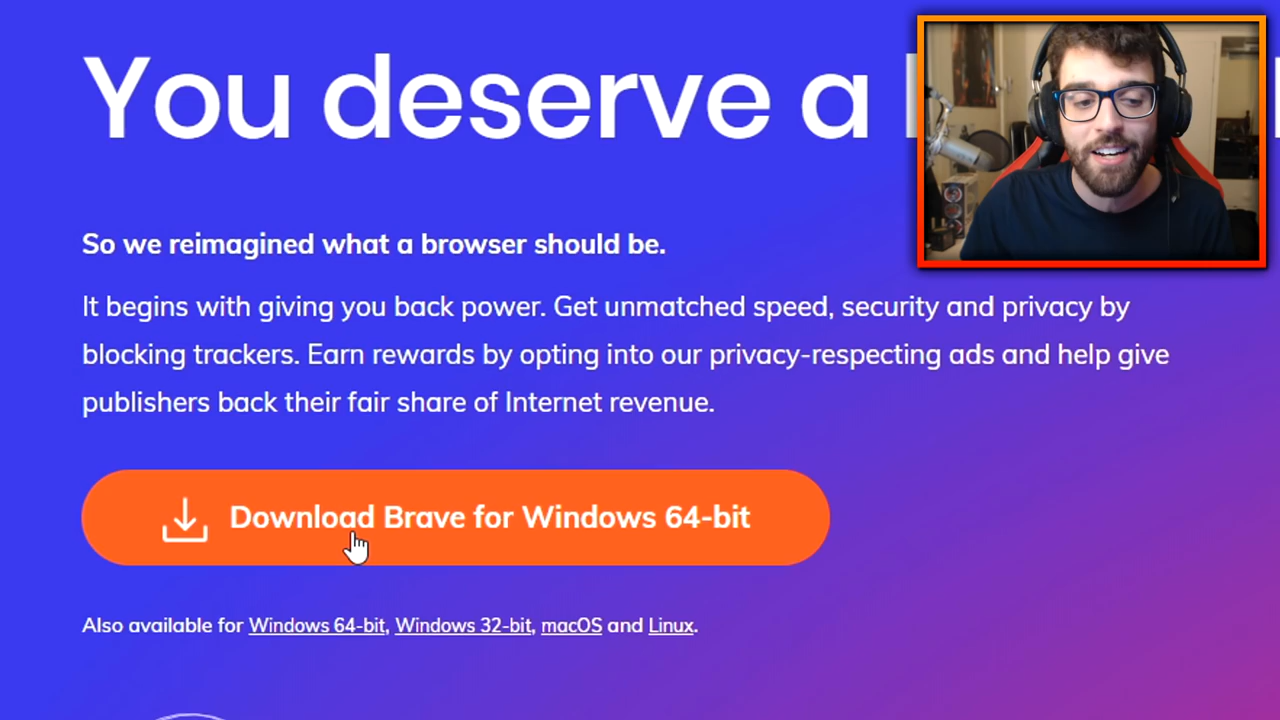 You deserve a
So we reimagined what a browser should be.
It begins with giving you back power. Get unmatched speed, security and privacy by
blocking trackers. Earn rewards by opting into our privacy-respecting ads and help give
publishers back their fair share of Internet revenue.
Download Brave for Windows 64-bit
Also available for Windows 64-bit, Windows 32-bit, macOS and Linux.